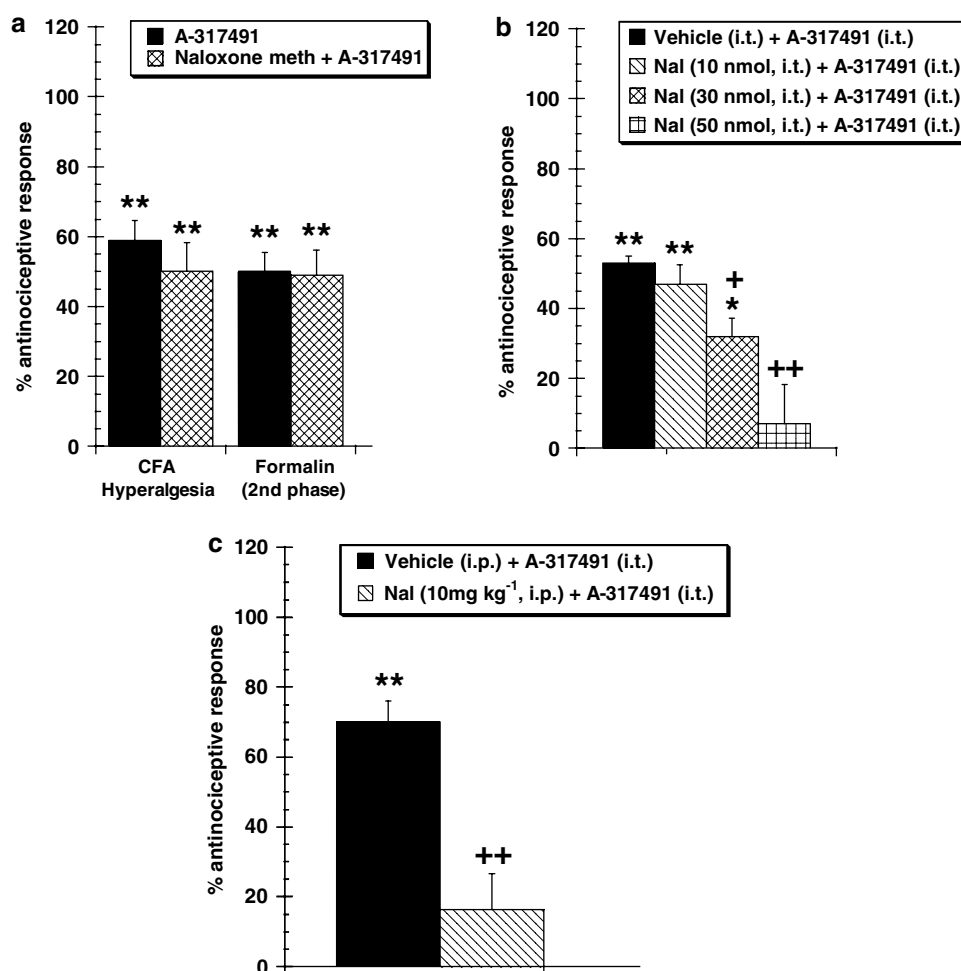 a
120
100
80
60
40
20
0
% antinociceptive response
A-317491
Naloxone meth + A-317491
**
**
**
**
CFA
Hyperalgesia
Formalin
(2nd phase)
b
120
100
80
60
40
20
0
% antinociceptive response
Vehicle (i.t.) + A-317491 (i.t.)
Nal (10 nmol, i.t.) + A-317491 (i.t.)
Nal (30 nmol, i.t.) + A-317491 (i.t.)
Nal (50 nmol, i.t.) + A-317491 (i.t.)
**
**
+
*
++
c
120
100
80
60
40
20
0
% antinociceptive response
Vehicle (i.p.) + A-317491 (i.t.)
Nal (10mg kg⁻¹, i.p.) + A-317491 (i.t.)
**
++